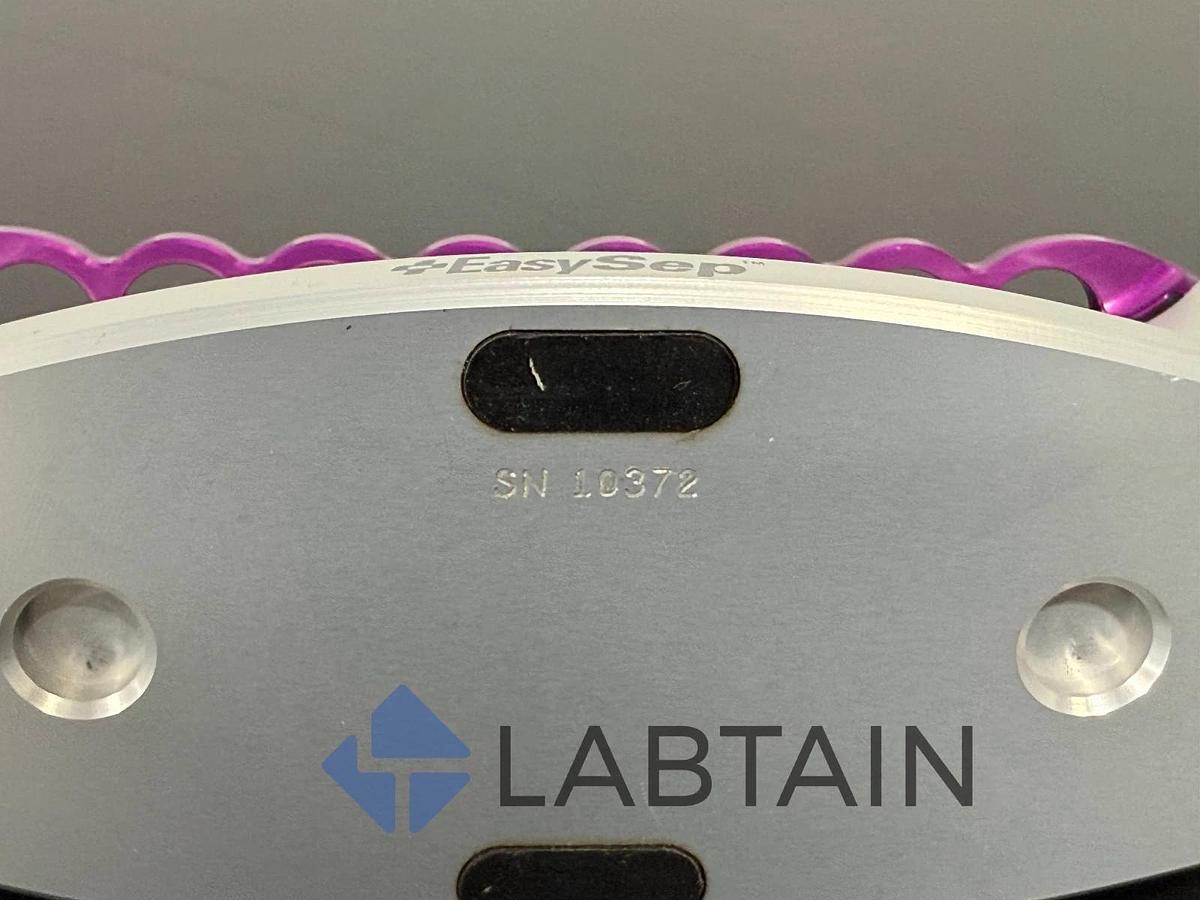 EasySep™
SN 10372
LABTAIN